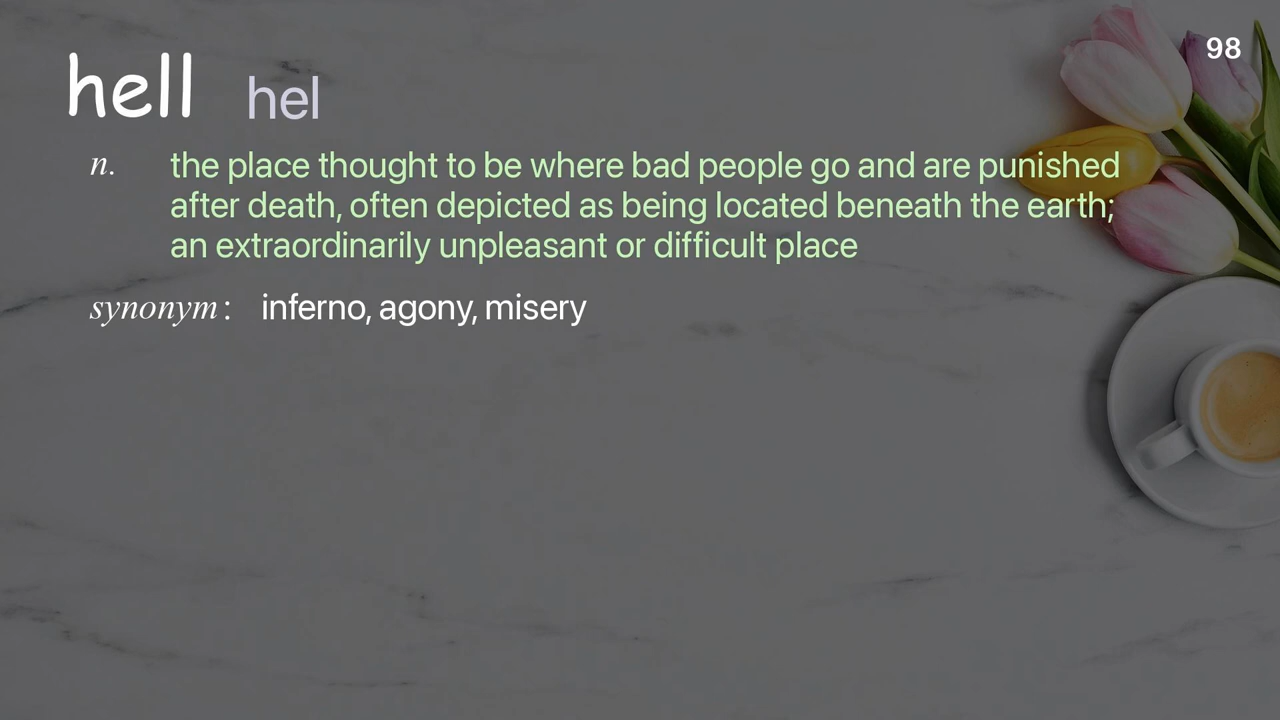 98
hell hel
n. the place thought to be where bad people go and are punished
after death, often depicted as being located beneath the earth;
an extraordinarily unpleasant or difficult place
synonym : inferno, agony, misery